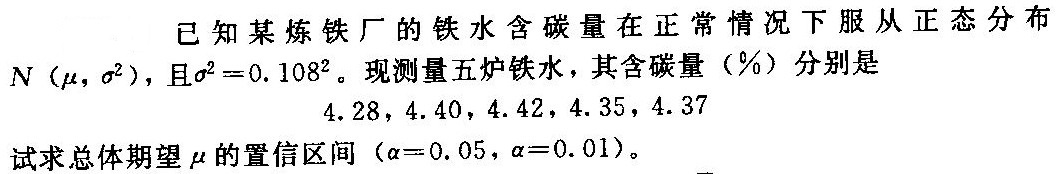 已知某炼铁厂的铁水含碳量在正常情况下服从正态分布
N（μ，σ²），且σ²=0.108²。现测量五炉铁水，其含碳量（%）分别是
4.28，4.40，4.42，4.35，4.37
试求总体期望μ的置信区间（α=0.05，α=0.01）。